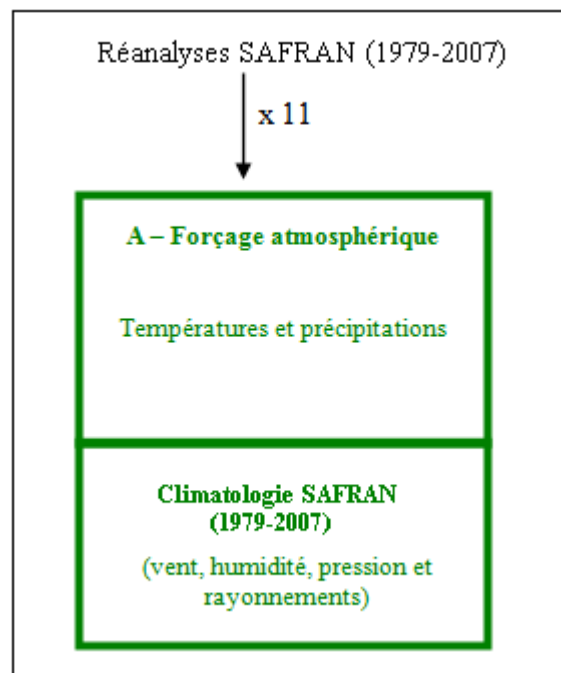 Réanalyses SAFRAN (1979-2007)
x 11
A – Forçage atmosphérique
Températures et précipitations
Climatologie SAFRAN
(1979-2007)
(vent, humidité, pression et
rayonnements)